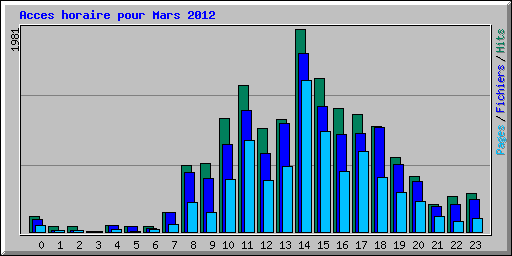 Acces horaire pour Mars 2012
1981
Pages / Fichiers / Hits
0 1 2 3 4 5 6 7 8 9 10 11 12 13 14 15 16 17 18 19 20 21 22 23